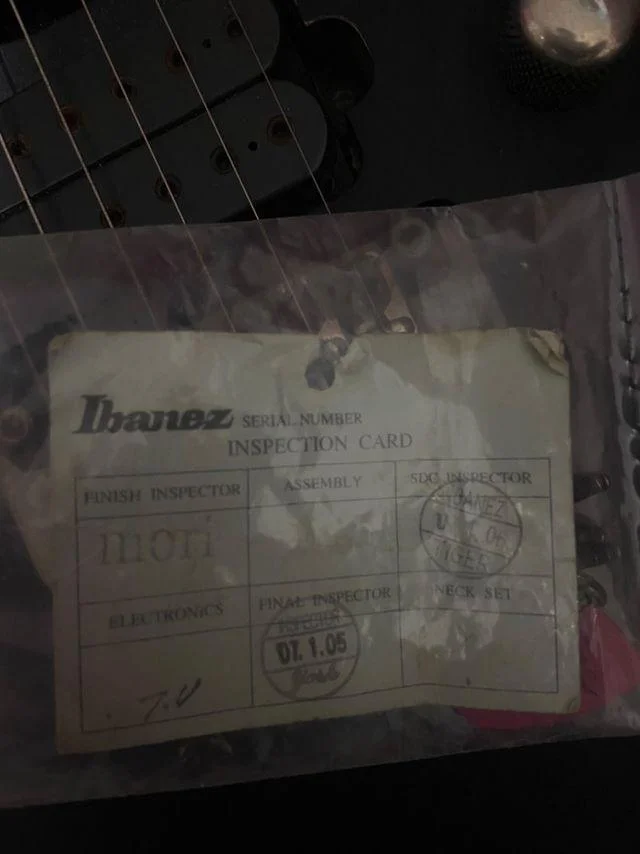 Ibanez SERIAL NUMBER
INSPECTION CARD
FINISH INSPECTOR
ASSEMBLY
SDC INSPECTOR
mori
IBANEZ
ELECTRONICS
FINAL INSPECTOR
NECK SET
INSPECTOR
07.1.05